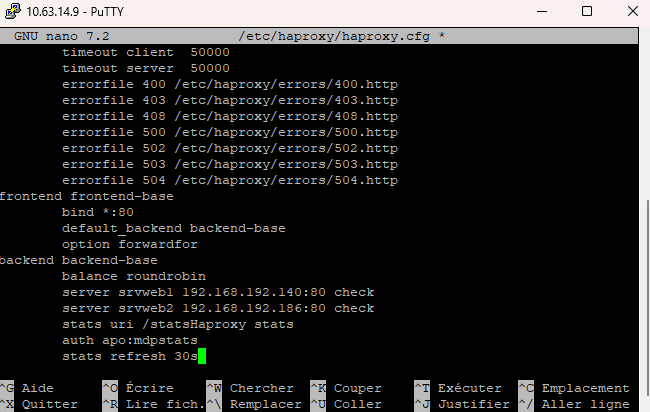 10.63.14.9 - PuTTY
GNU nano 7.2 /etc/haproxy/haproxy.cfg *
timeout client 50000
timeout server 50000
errorfile 400 /etc/haproxy/errors/400.http
errorfile 403 /etc/haproxy/errors/403.http
errorfile 408 /etc/haproxy/errors/408.http
errorfile 500 /etc/haproxy/errors/500.http
errorfile 502 /etc/haproxy/errors/502.http
errorfile 503 /etc/haproxy/errors/503.http
errorfile 504 /etc/haproxy/errors/504.http
frontend frontend-base
bind *:80
default_backend backend-base
option forwardfor
backend backend-base
balance roundrobin
server srvweb1 192.168.192.140:80 check
server srvweb2 192.168.192.186:80 check
stats uri /statsHaproxy stats
auth apo:mdpstats
stats refresh 30s
^G Aide ^O Écrire ^W Chercher ^K Couper ^T Exécuter ^C Emplacement
^X Quitter ^R Lire fich. ^\ Remplacer ^U Coller ^J Justifier ^/ Aller ligne